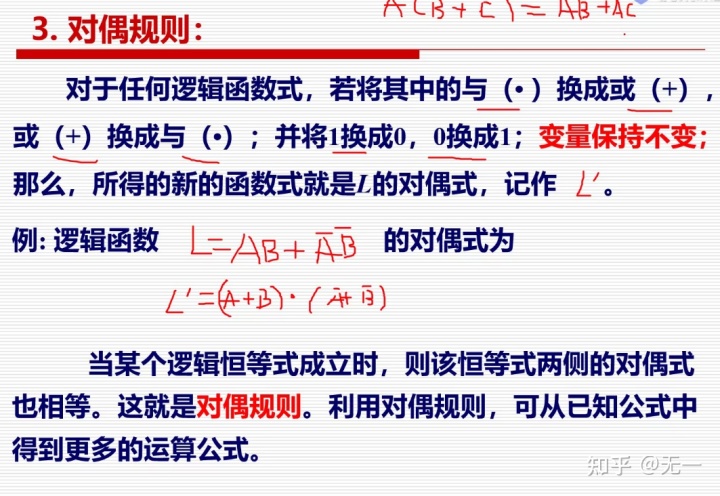 A(B+C)=AB+AC
3. 对偶规则：
对于任何逻辑函数式，若将其中的与（•）换成或（+），
或（+）换成与（•）；并将1换成0，0换成1；变量保持不变；
那么，所得的新的函数式就是L的对偶式，记作 L'。
例: 逻辑函数 L=AB+A̅B̅ 的对偶式为
L'=(A+B)·(A̅+B̅)
当某个逻辑恒等式成立时，则该恒等式两侧的对偶式
也相等。这就是对偶规则。利用对偶规则，可从已知公式中
得到更多的运算公式。
知乎 @无一